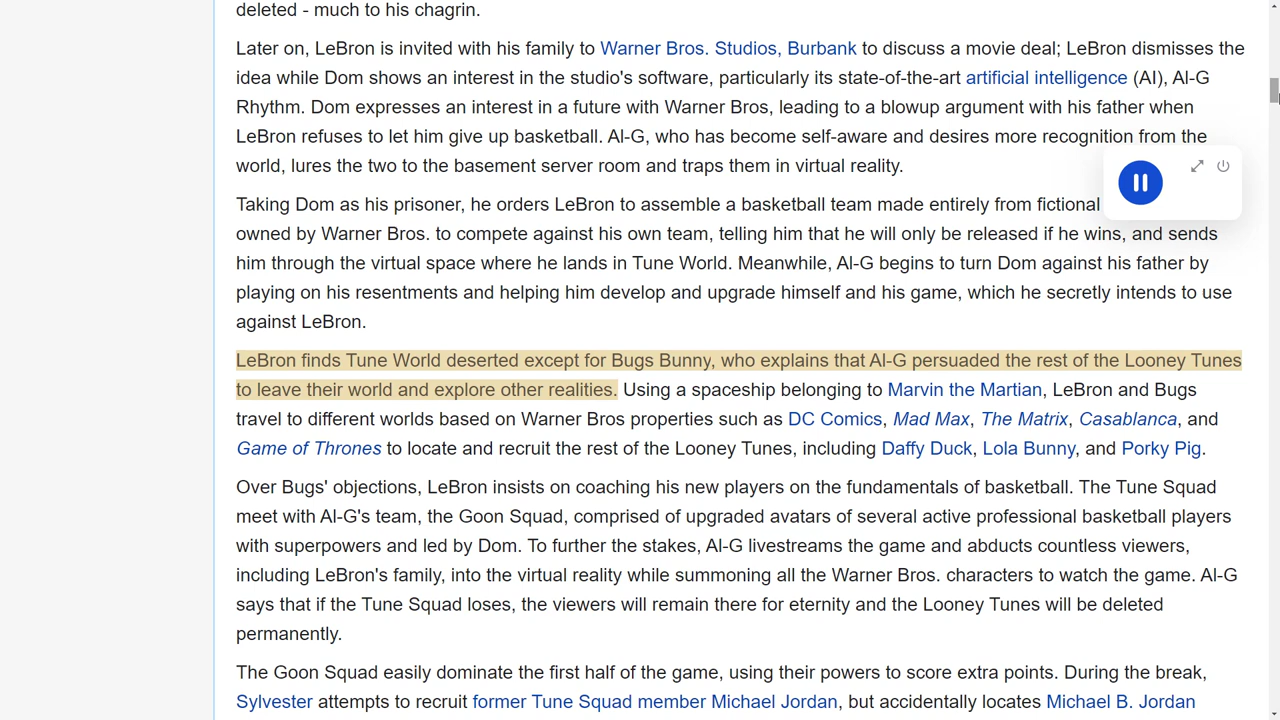 deleted - much to his chagrin.
Later on, LeBron is invited with his family to Warner Bros. Studios, Burbank to discuss a movie deal; LeBron dismisses the
idea while Dom shows an interest in the studio's software, particularly its state-of-the-art artificial intelligence (AI), Al-G
Rhythm. Dom expresses an interest in a future with Warner Bros, leading to a blowup argument with his father when
LeBron refuses to let him give up basketball. Al-G, who has become self-aware and desires more recognition from the
world, lures the two to the basement server room and traps them in virtual reality.
Taking Dom as his prisoner, he orders LeBron to assemble a basketball team made entirely from fictional
owned by Warner Bros. to compete against his own team, telling him that he will only be released if he wins, and sends
him through the virtual space where he lands in Tune World. Meanwhile, Al-G begins to turn Dom against his father by
playing on his resentments and helping him develop and upgrade himself and his game, which he secretly intends to use
against LeBron.
LeBron finds Tune World deserted except for Bugs Bunny, who explains that Al-G persuaded the rest of the Looney Tunes
to leave their world and explore other realities. Using a spaceship belonging to Marvin the Martian, LeBron and Bugs
travel to different worlds based on Warner Bros properties such as DC Comics, Mad Max, The Matrix, Casablanca, and
Game of Thrones to locate and recruit the rest of the Looney Tunes, including Daffy Duck, Lola Bunny, and Porky Pig.
Over Bugs' objections, LeBron insists on coaching his new players on the fundamentals of basketball. The Tune Squad
meet with Al-G's team, the Goon Squad, comprised of upgraded avatars of several active professional basketball players
with superpowers and led by Dom. To further the stakes, Al-G livestreams the game and abducts countless viewers,
including LeBron's family, into the virtual reality while summoning all the Warner Bros. characters to watch the game. Al-G
says that if the Tune Squad loses, the viewers will remain there for eternity and the Looney Tunes will be deleted
permanently.
The Goon Squad easily dominate the first half of the game, using their powers to score extra points. During the break,
Sylvester attempts to recruit former Tune Squad member Michael Jordan, but accidentally locates Michael B. Jordan